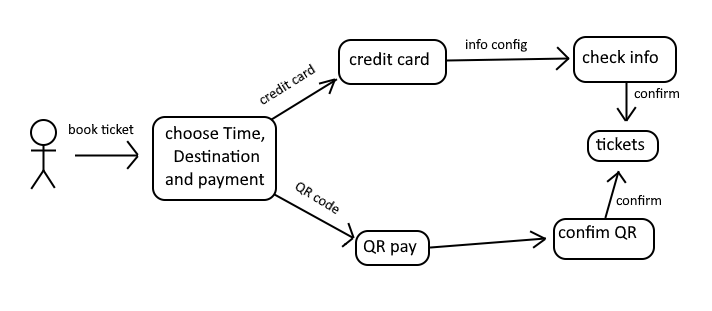 book ticket
choose Time,
Destination
and payment
credit card
credit card
info config
check info
confirm
tickets
QR code
QR pay
confim QR
confirm